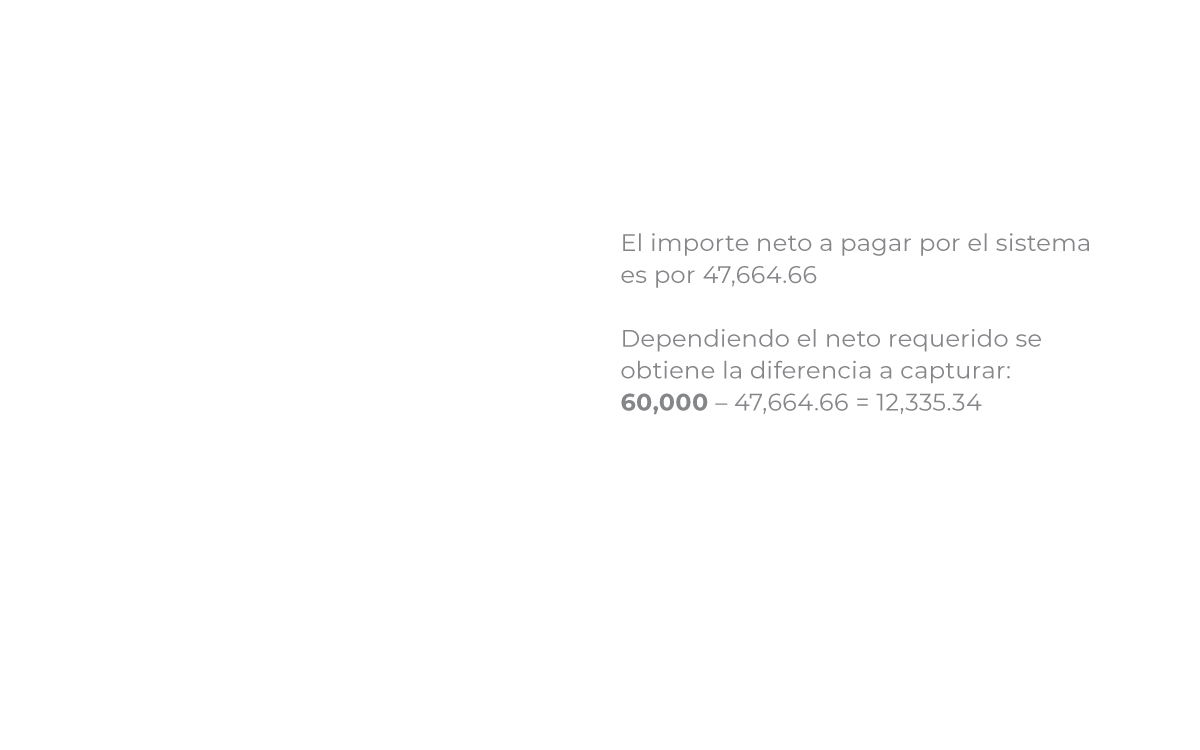 El importe neto a pagar por el sistema
es por 47,664.66
Dependiendo el neto requerido se
obtiene la diferencia a capturar:
60,000 – 47,664.66 = 12,335.34